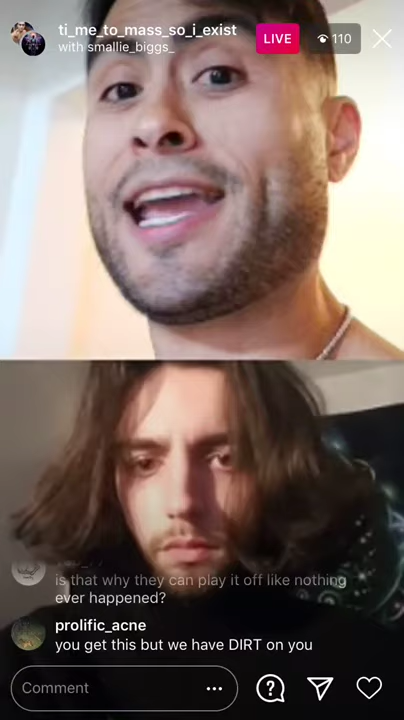 ti_me_to_mass_so_i_exist
with smallie_biggs_
LIVE
110
is that why they can play it off like nothing
ever happened?
prolific_acne
you get this but we have DIRT on you
Comment